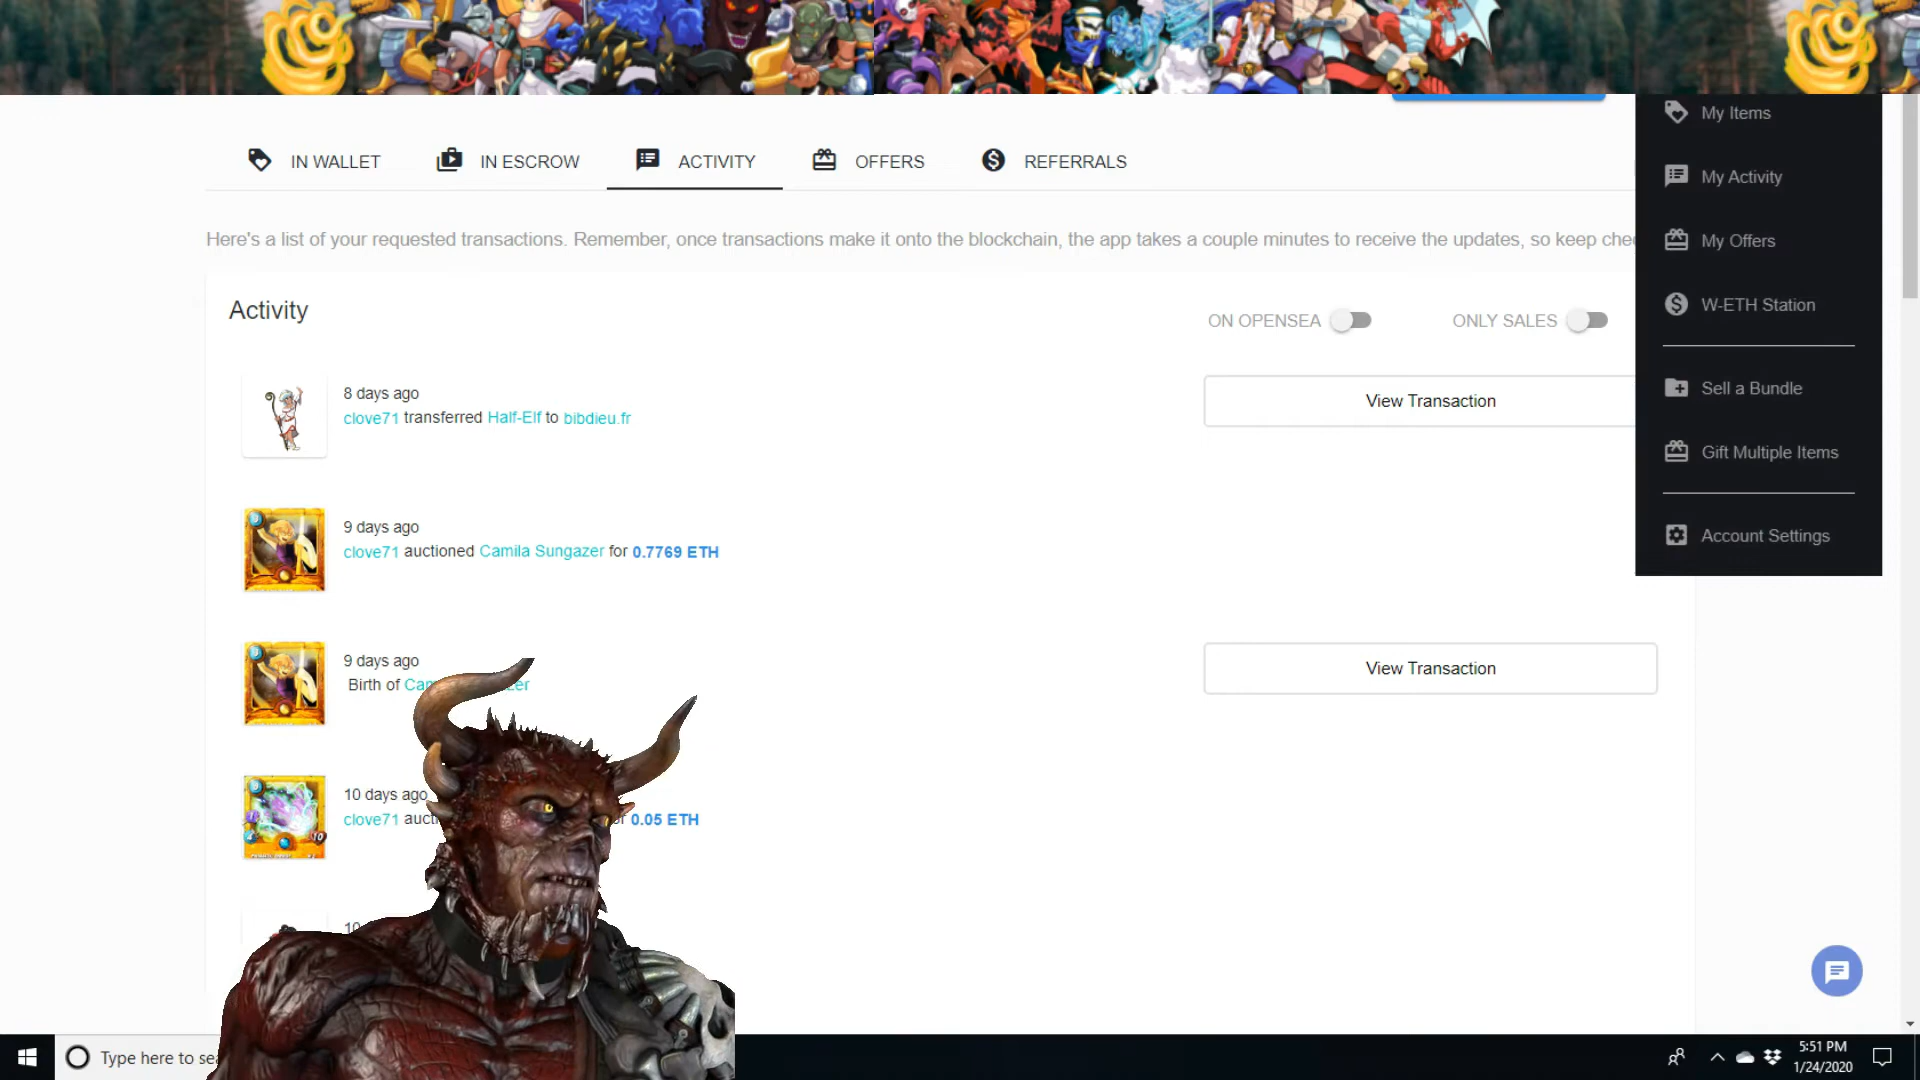 IN WALLET
IN ESCROW
ACTIVITY
OFFERS
REFERRALS
Here's a list of your requested transactions. Remember, once transactions make it onto the blockchain, the app takes a couple minutes to receive the updates, so keep
Activity
ON OPENSEA
ONLY SALES
8 days ago
clove71 transferred Half-Elf to bibdieu.fr
View Transaction
9 days ago
clove71 auctioned Camila Sungazer for 0.7769 ETH
9 days ago
Birth of
View Transaction
10 days ago
clove71
0.05 ETH
My Items
My Activity
My Offers
W-ETH Station
Sell a Bundle
Gift Multiple Items
Account Settings
Type here to
5:51 PM
1/24/2020